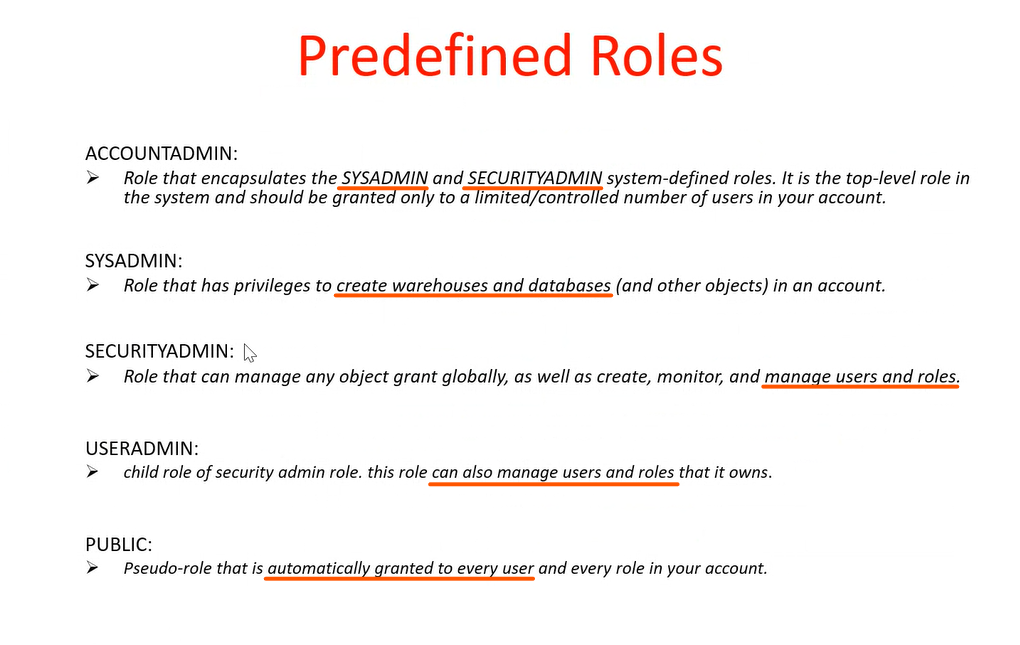 Predefined Roles
ACCOUNTADMIN:
➢ Role that encapsulates the SYSADMIN and SECURITYADMIN system-defined roles. It is the top-level role in
the system and should be granted only to a limited/controlled number of users in your account.
SYSADMIN:
➢ Role that has privileges to create warehouses and databases (and other objects) in an account.
SECURITYADMIN:
➢ Role that can manage any object grant globally, as well as create, monitor, and manage users and roles.
USERADMIN:
➢ child role of security admin role. this role can also manage users and roles that it owns.
PUBLIC:
➢ Pseudo-role that is automatically granted to every user and every role in your account.